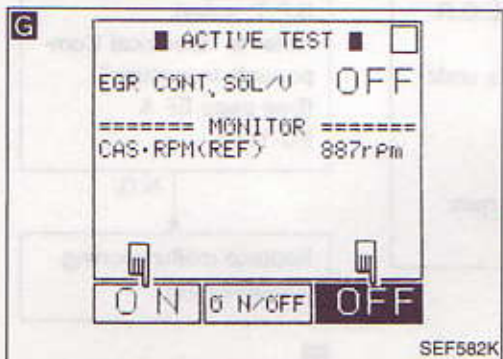 G
■ ACTIVE TEST ■
EGR CONT, SOL/V OFF
======= MONITOR =======
CAS•RPM(REF) 887rpm
ON ON/OFF OFF
SEF582K